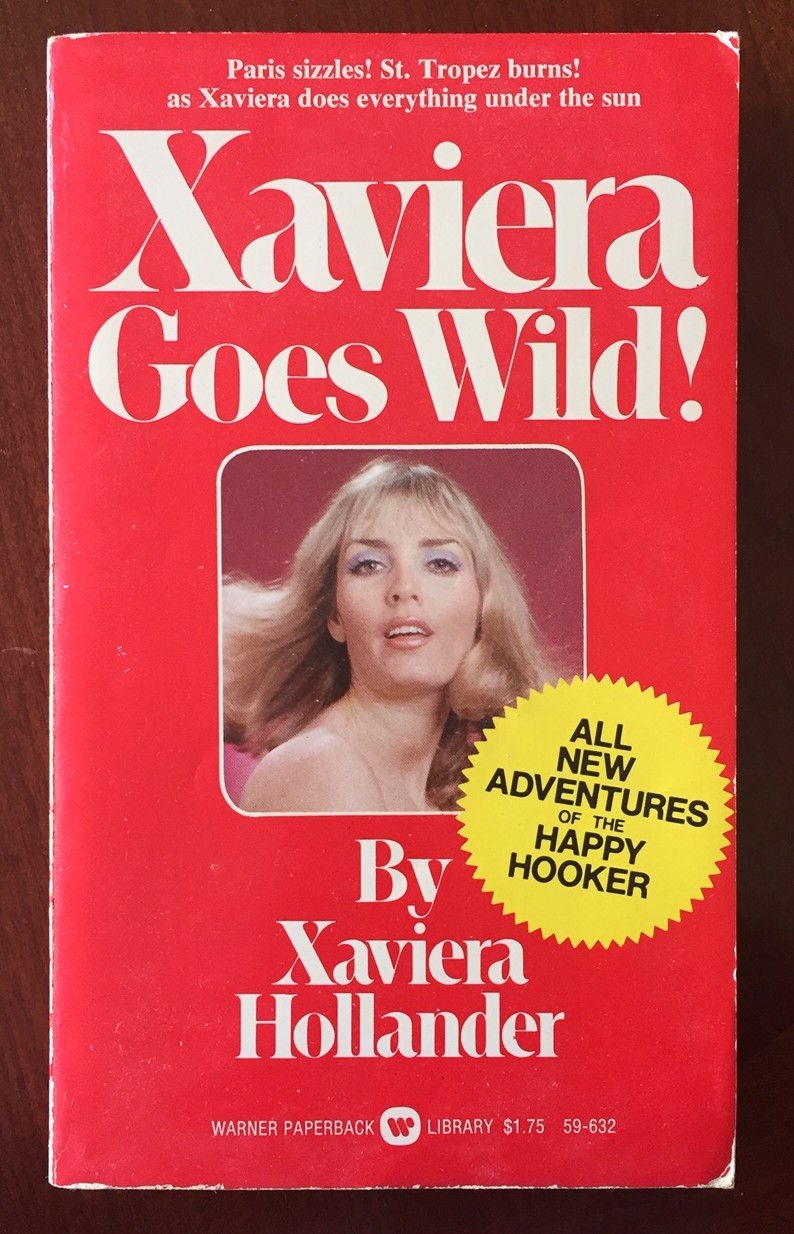 Paris sizzles! St. Tropez burns!
as Xaviera does everything under the sun
Xaviera
Goes Wild!
ALL
NEW
ADVENTURES
OF THE
HAPPY
HOOKER
By
Xaviera
Hollander
WARNER PAPERBACK LIBRARY $1.75 59-632